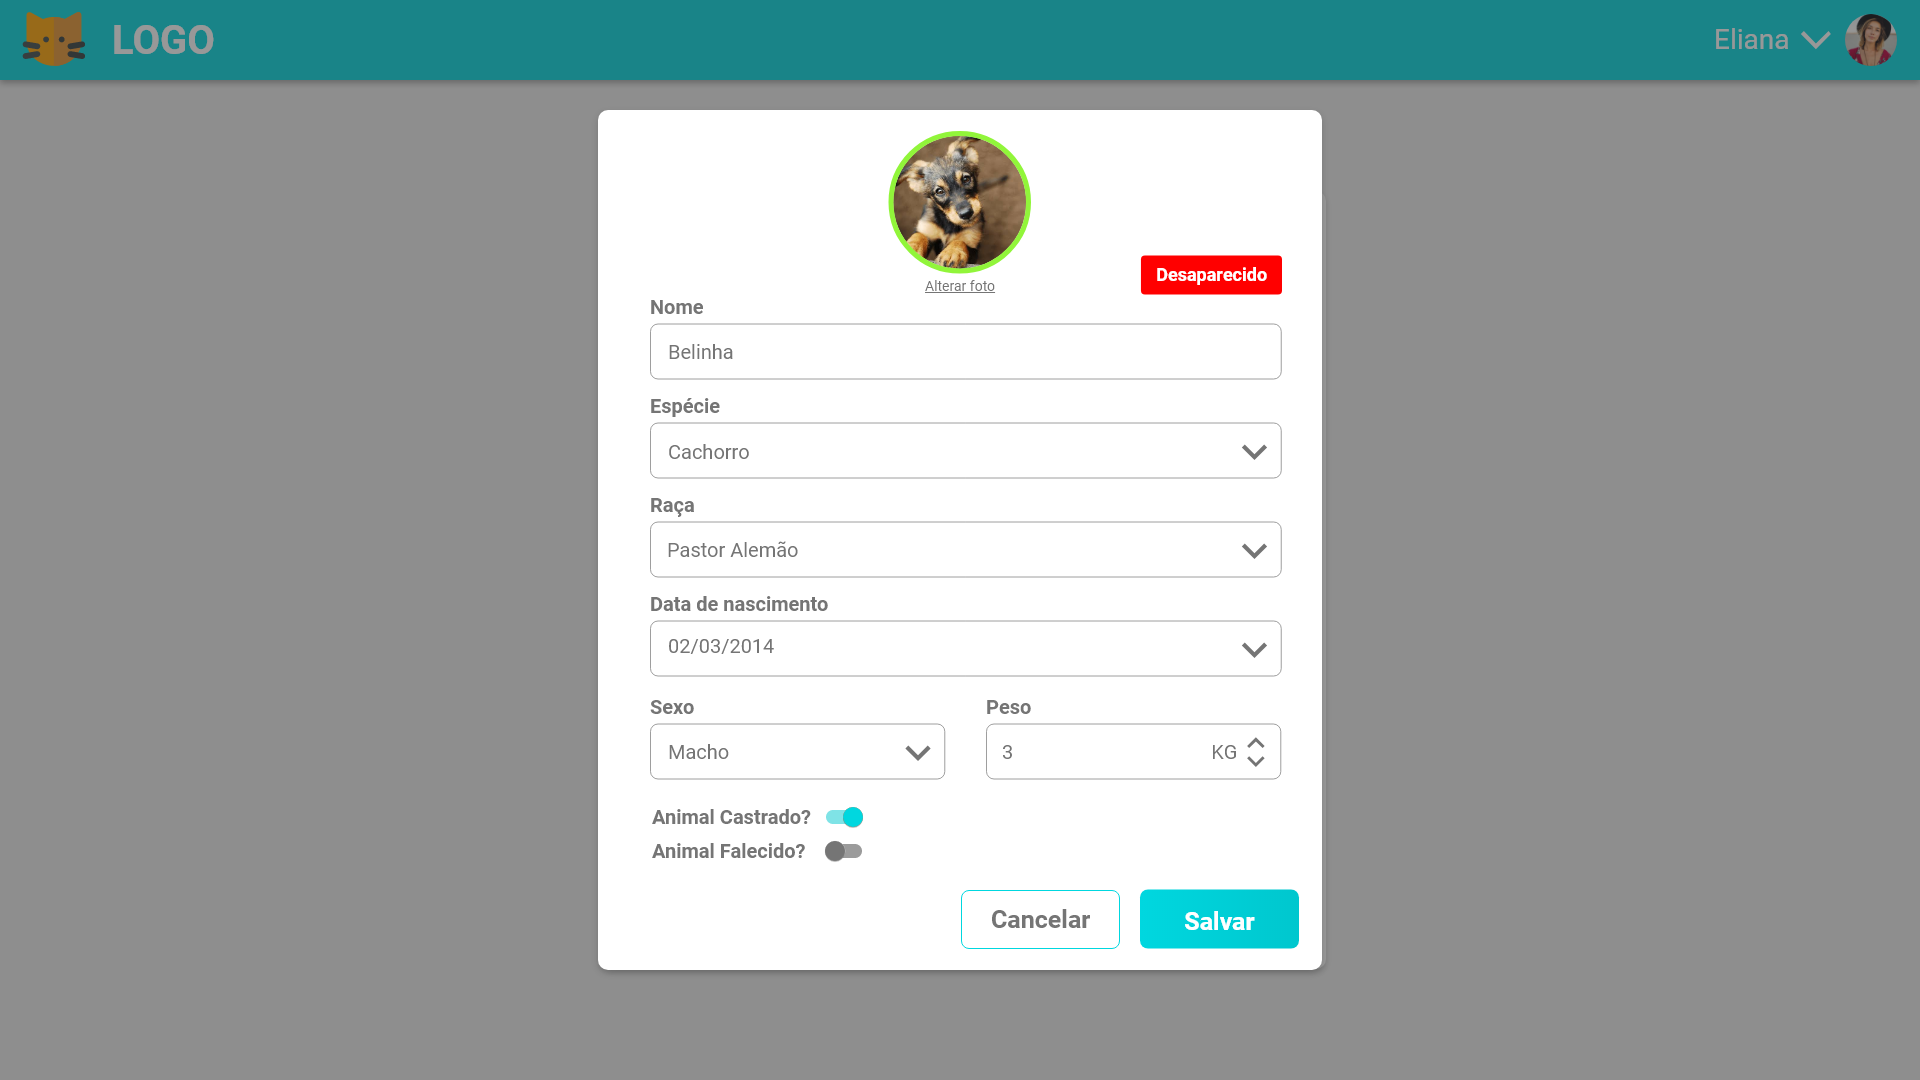 LOGO
Eliana
Alterar foto
Desaparecido
Nome
Belinha
Espécie
Cachorro
Raça
Pastor Alemão
Data de nascimento
02/03/2014
Sexo
Peso
Macho
3 KG
Animal Castrado?
Animal Falecido?
Cancelar
Salvar